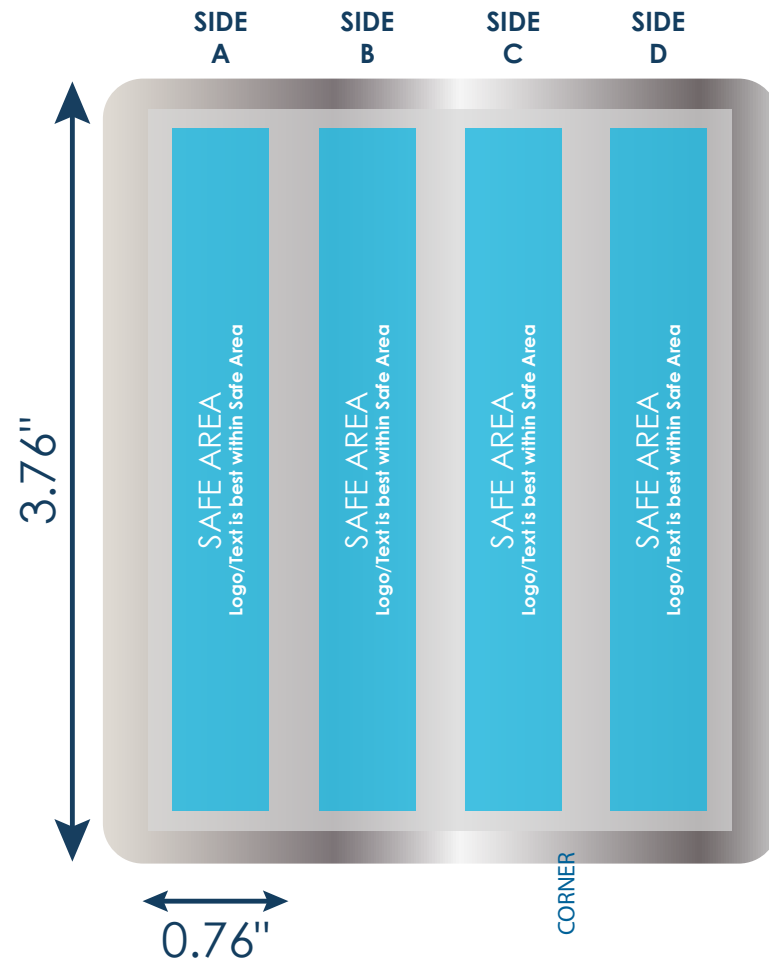 SIDE
A
SIDE
B
SIDE
C
SIDE
D
3.76"
SAFE AREA
Logo/Text is best within Safe Area
SAFE AREA
Logo/Text is best within Safe Area
SAFE AREA
Logo/Text is best within Safe Area
SAFE AREA
Logo/Text is best within Safe Area
0.76"
CORNER